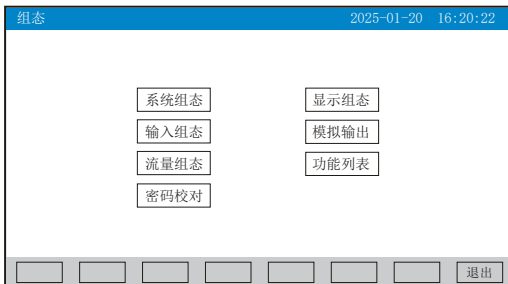 组态 2025-01-20 16:20:22
系统组态 显示组态
输入组态 模拟输出
流量组态 功能列表
密码校对
退出